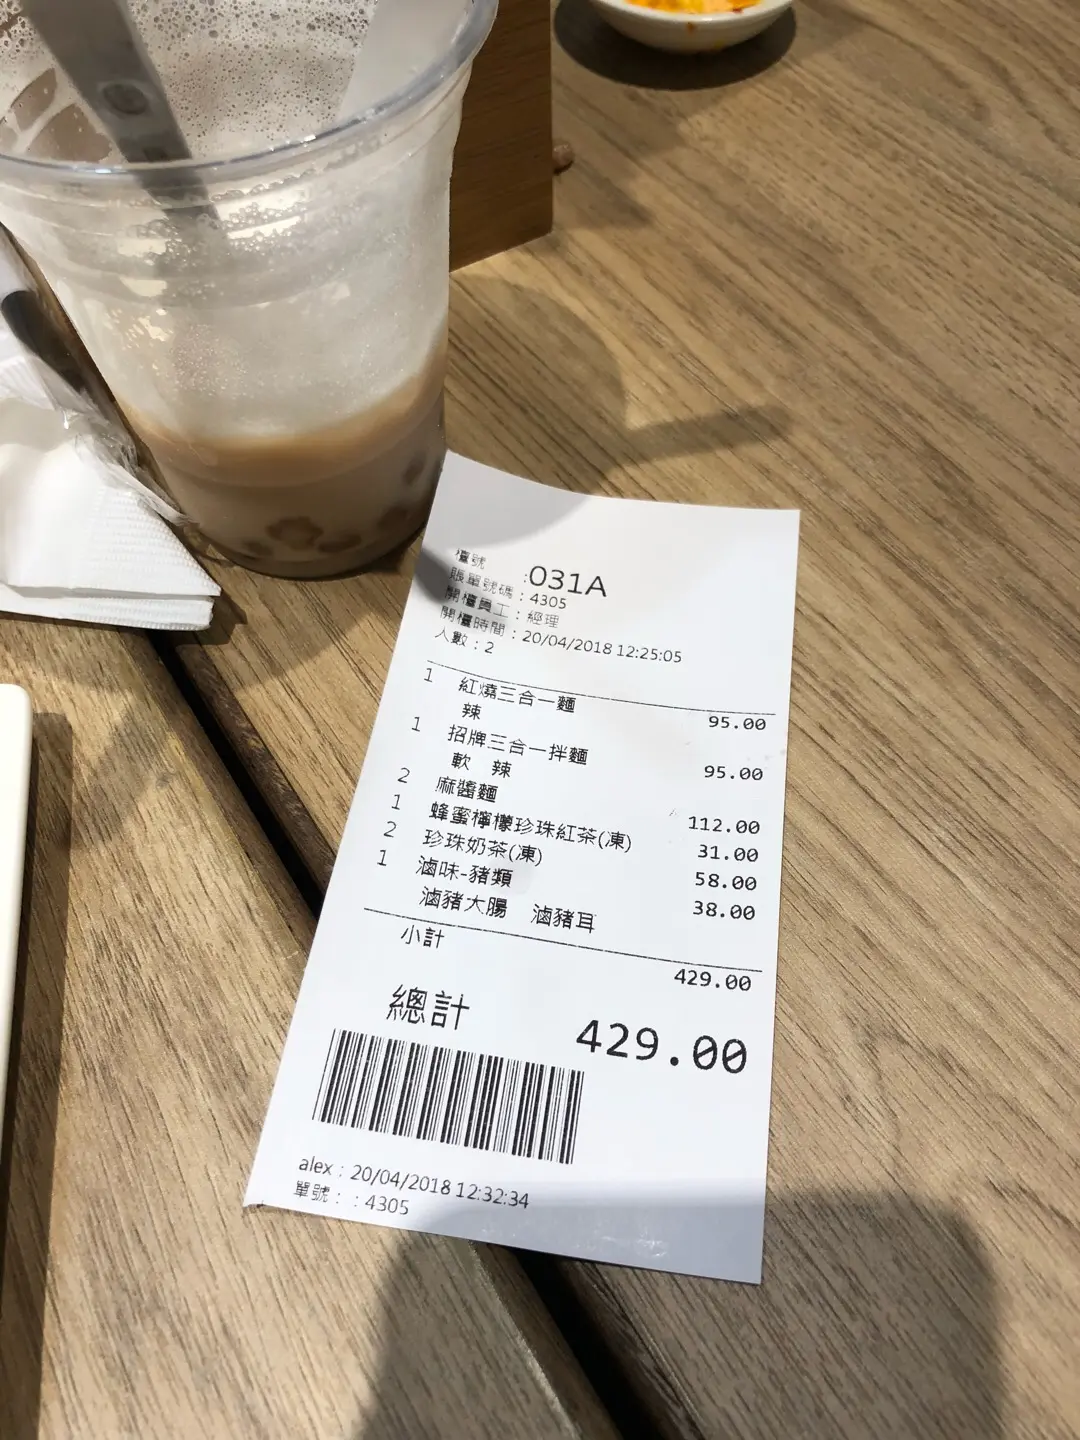 檯號 :031A
賬單號碼 : 4305
開檯員工 : 經理
開檯時間 : 20/04/2018 12:25:05
人數 : 2
1 紅燒三合一麵 95.00
辣
1 招牌三合一拌麵 95.00
軟 辣
2 麻醬麵 112.00
1 蜂蜜檸檬珍珠紅茶(凍) 31.00
2 珍珠奶茶(凍) 58.00
1 滷味-豬類 38.00
滷豬大腸 滷豬耳
小計 429.00
總計 429.00
alex : 20/04/2018 12:32:34
單號 : : 4305